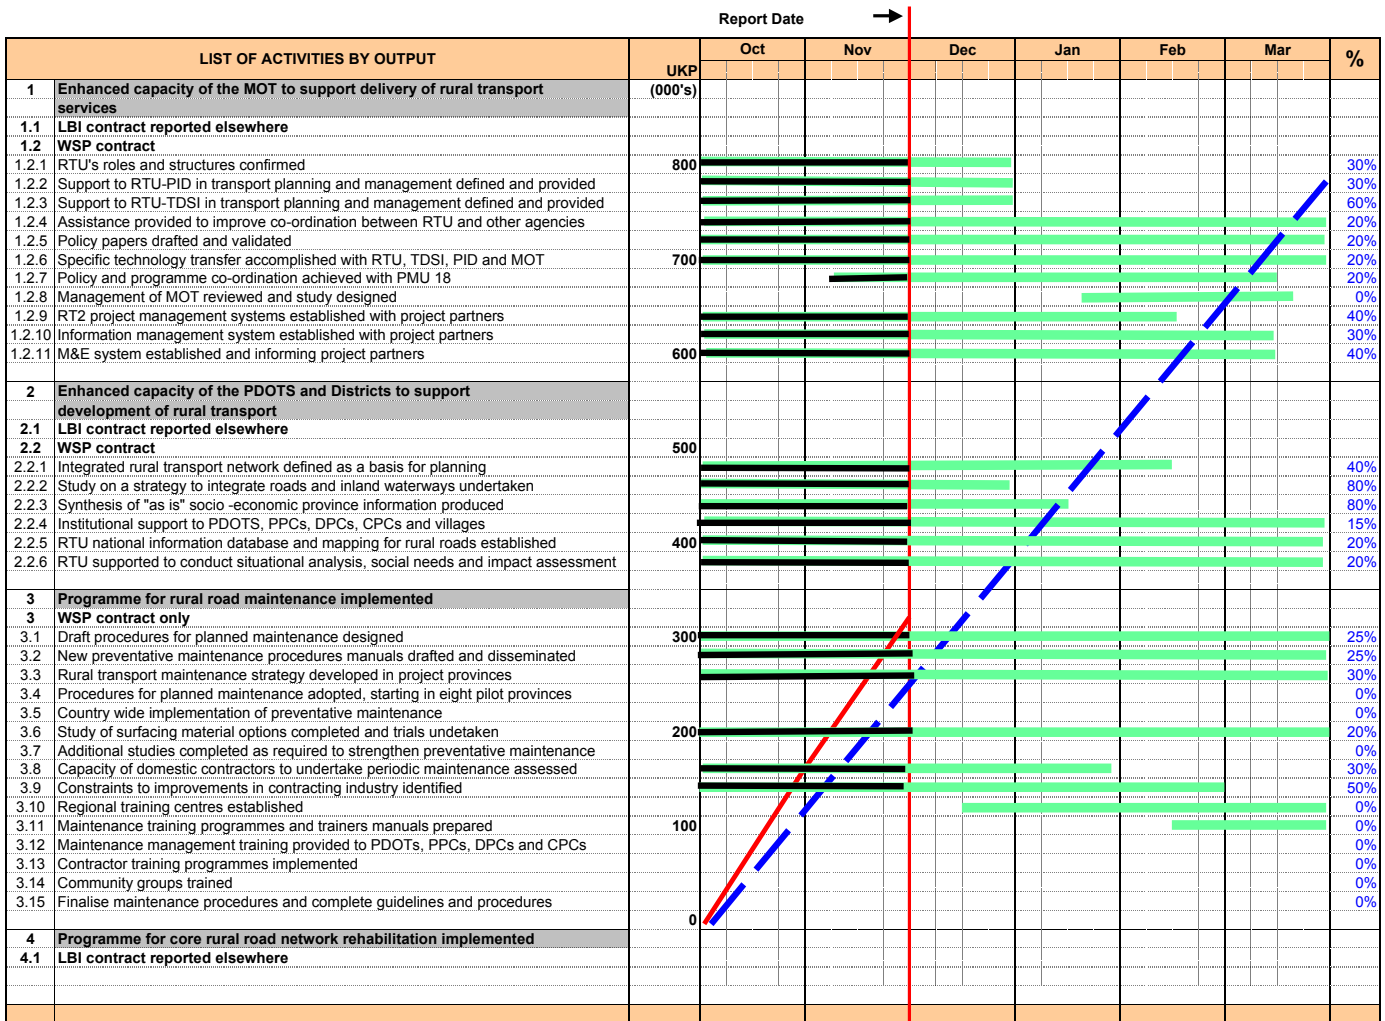 Report Date
LIST OF ACTIVITIES BY OUTPUT UKP Oct Nov Dec Jan Feb Mar %
1 Enhanced capacity of the MOT to support delivery of rural transport (000's)
services
1.1 LBI contract reported elsewhere
1.2 WSP contract
1.2.1 RTU's roles and structures confirmed 800 30%
1.2.2 Support to RTU-PID in transport planning and management defined and provided 30%
1.2.3 Support to RTU-TDSI in transport planning and management defined and provided 60%
1.2.4 Assistance provided to improve co-ordination between RTU and other agencies 20%
1.2.5 Policy papers drafted and validated 20%
1.2.6 Specific technology transfer accomplished with RTU, TDSI, PID and MOT 700 20%
1.2.7 Policy and programme co-ordination achieved with PMU 18 20%
1.2.8 Management of MOT reviewed and study designed 0%
1.2.9 RT2 project management systems established with project partners 40%
1.2.10 Information management system established with project partners 30%
1.2.11 M&E system established and informing project partners 600 40%
2 Enhanced capacity of the PDOTS and Districts to support
development of rural transport
2.1 LBI contract reported elsewhere
2.2 WSP contract 500
2.2.1 Integrated rural transport network defined as a basis for planning 40%
2.2.2 Study on a strategy to integrate roads and inland waterways undertaken 80%
2.2.3 Synthesis of "as is" socio -economic province information produced 80%
2.2.4 Institutional support to PDOTS, PPCs, DPCs, CPCs and villages 15%
2.2.5 RTU national information database and mapping for rural roads established 400 20%
2.2.6 RTU supported to conduct situational analysis, social needs and impact assessment 20%
3 Programme for rural road maintenance implemented
3 WSP contract only
3.1 Draft procedures for planned maintenance designed 300 25%
3.2 New preventative maintenance procedures manuals drafted and disseminated 25%
3.3 Rural transport maintenance strategy developed in project provinces 30%
3.4 Procedures for planned maintenance adopted, starting in eight pilot provinces 0%
3.5 Country wide implementation of preventative maintenance 0%
3.6 Study of surfacing material options completed and trials undertaken 200 20%
3.7 Additional studies completed as required to strengthen preventative maintenance 0%
3.8 Capacity of domestic contractors to undertake periodic maintenance assessed 30%
3.9 Constraints to improvements in contracting industry identified 50%
3.10 Regional training centres established 0%
3.11 Maintenance training programmes and trainers manuals prepared 100 0%
3.12 Maintenance management training provided to PDOTs, PPCs, DPCs and CPCs 0%
3.13 Contractor training programmes implemented 0%
3.14 Community groups trained 0%
3.15 Finalise maintenance procedures and complete guidelines and procedures 0%
0
4 Programme for core rural road network rehabilitation implemented
4.1 LBI contract reported elsewhere